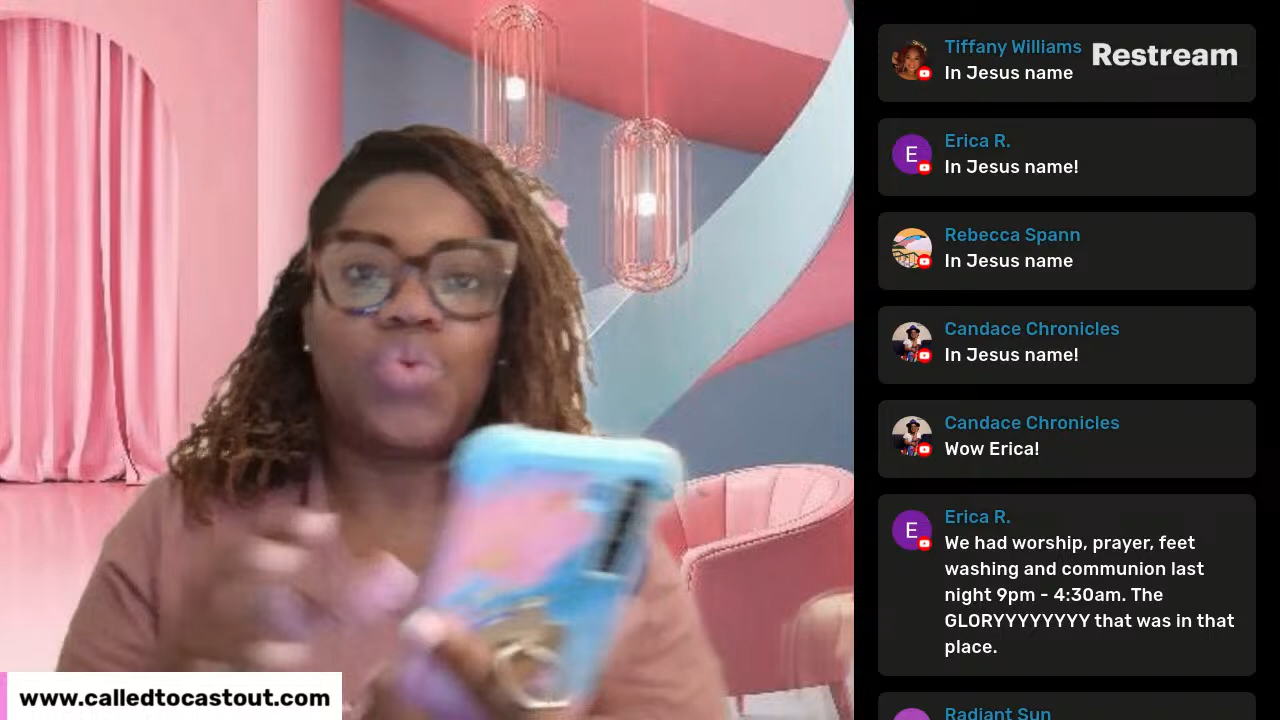 Tiffany Williams
Restream
In Jesus name
E
Erica R.
In Jesus name!
Rebecca Spann
In Jesus name
Candace Chronicles
In Jesus name!
Candace Chronicles
Wow Erica!
E
Erica R.
We had worship, prayer, feet
washing and communion last
night 9pm - 4:30am. The
GLORYYYYYYYY that was in that
place.
Radiant Sun
www.calledtocastout.com